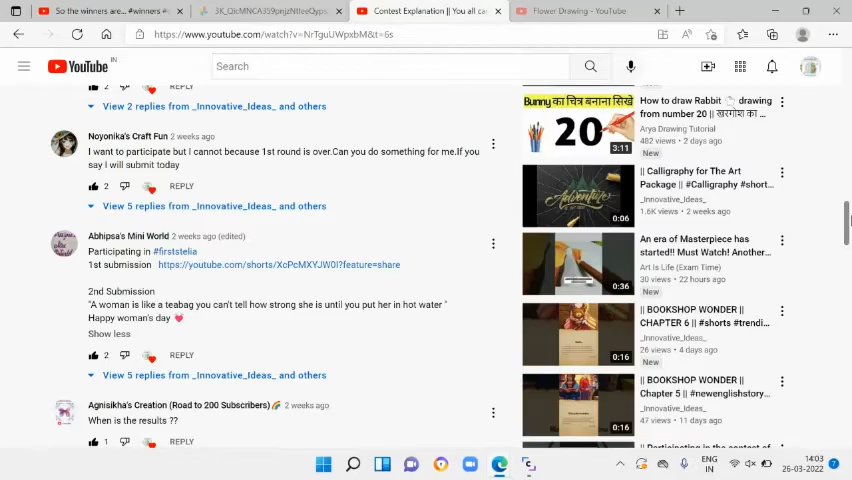 So the winners are... #winners #s
3K_QicMNCA359pnjzNtIeeQyps
Contest Explanation || You all ca
Flower Drawing - YouTube
https://www.youtube.com/watch?v=NrTguUWpxbM&t=6s
YouTube IN
Search
2 REPLY
View 2 replies from _Innovative_Ideas_ and others
Noyonika's Craft Fun 2 weeks ago
I want to participate but I cannot because 1st round is over.Can you do something for me.If you
say I will submit today
2 REPLY
View 5 replies from _Innovative_Ideas_ and others
Abhipsa's Mini World 2 weeks ago (edited)
Participating in #firststelia
1st submission https://youtube.com/shorts/XcPcMXYJW0I?feature=share
2nd Submission
"A woman is like a teabag you can't tell how strong she is until you put her in hot water "
Happy woman's day 💓
Show less
2 REPLY
View 5 replies from _Innovative_Ideas_ and others
Agnisikha's Creation (Road to 200 Subscribers)🌈 2 weeks ago
When is the results ??
1 REPLY
Bunny का चित्र बनाना सिखे
20
3:11
How to draw Rabbit 🐇 drawing
from number 20 || खरगोश का ...
Arya Drawing Tutorial
482 views • 2 days ago
New
Adventure
0:06
|| Calligraphy for The Art
Package || #Calligraphy #short...
_Innovative_Ideas_
1.6K views • 2 weeks ago
0:36
An era of Masterpiece has
started!! Must Watch! Another...
Art Is Life (Exam Time)
30 views • 22 hours ago
New
0:16
|| BOOKSHOP WONDER ||
CHAPTER 6 || #shorts #trendi...
_Innovative_Ideas_
26 views • 4 days ago
New
0:16
|| BOOKSHOP WONDER ||
Chapter 5 || #newenglishstory...
_Innovative_Ideas_
47 views • 11 days ago
|| Participating in the contest of
ENG
IN
14:03
26-03-2022
7